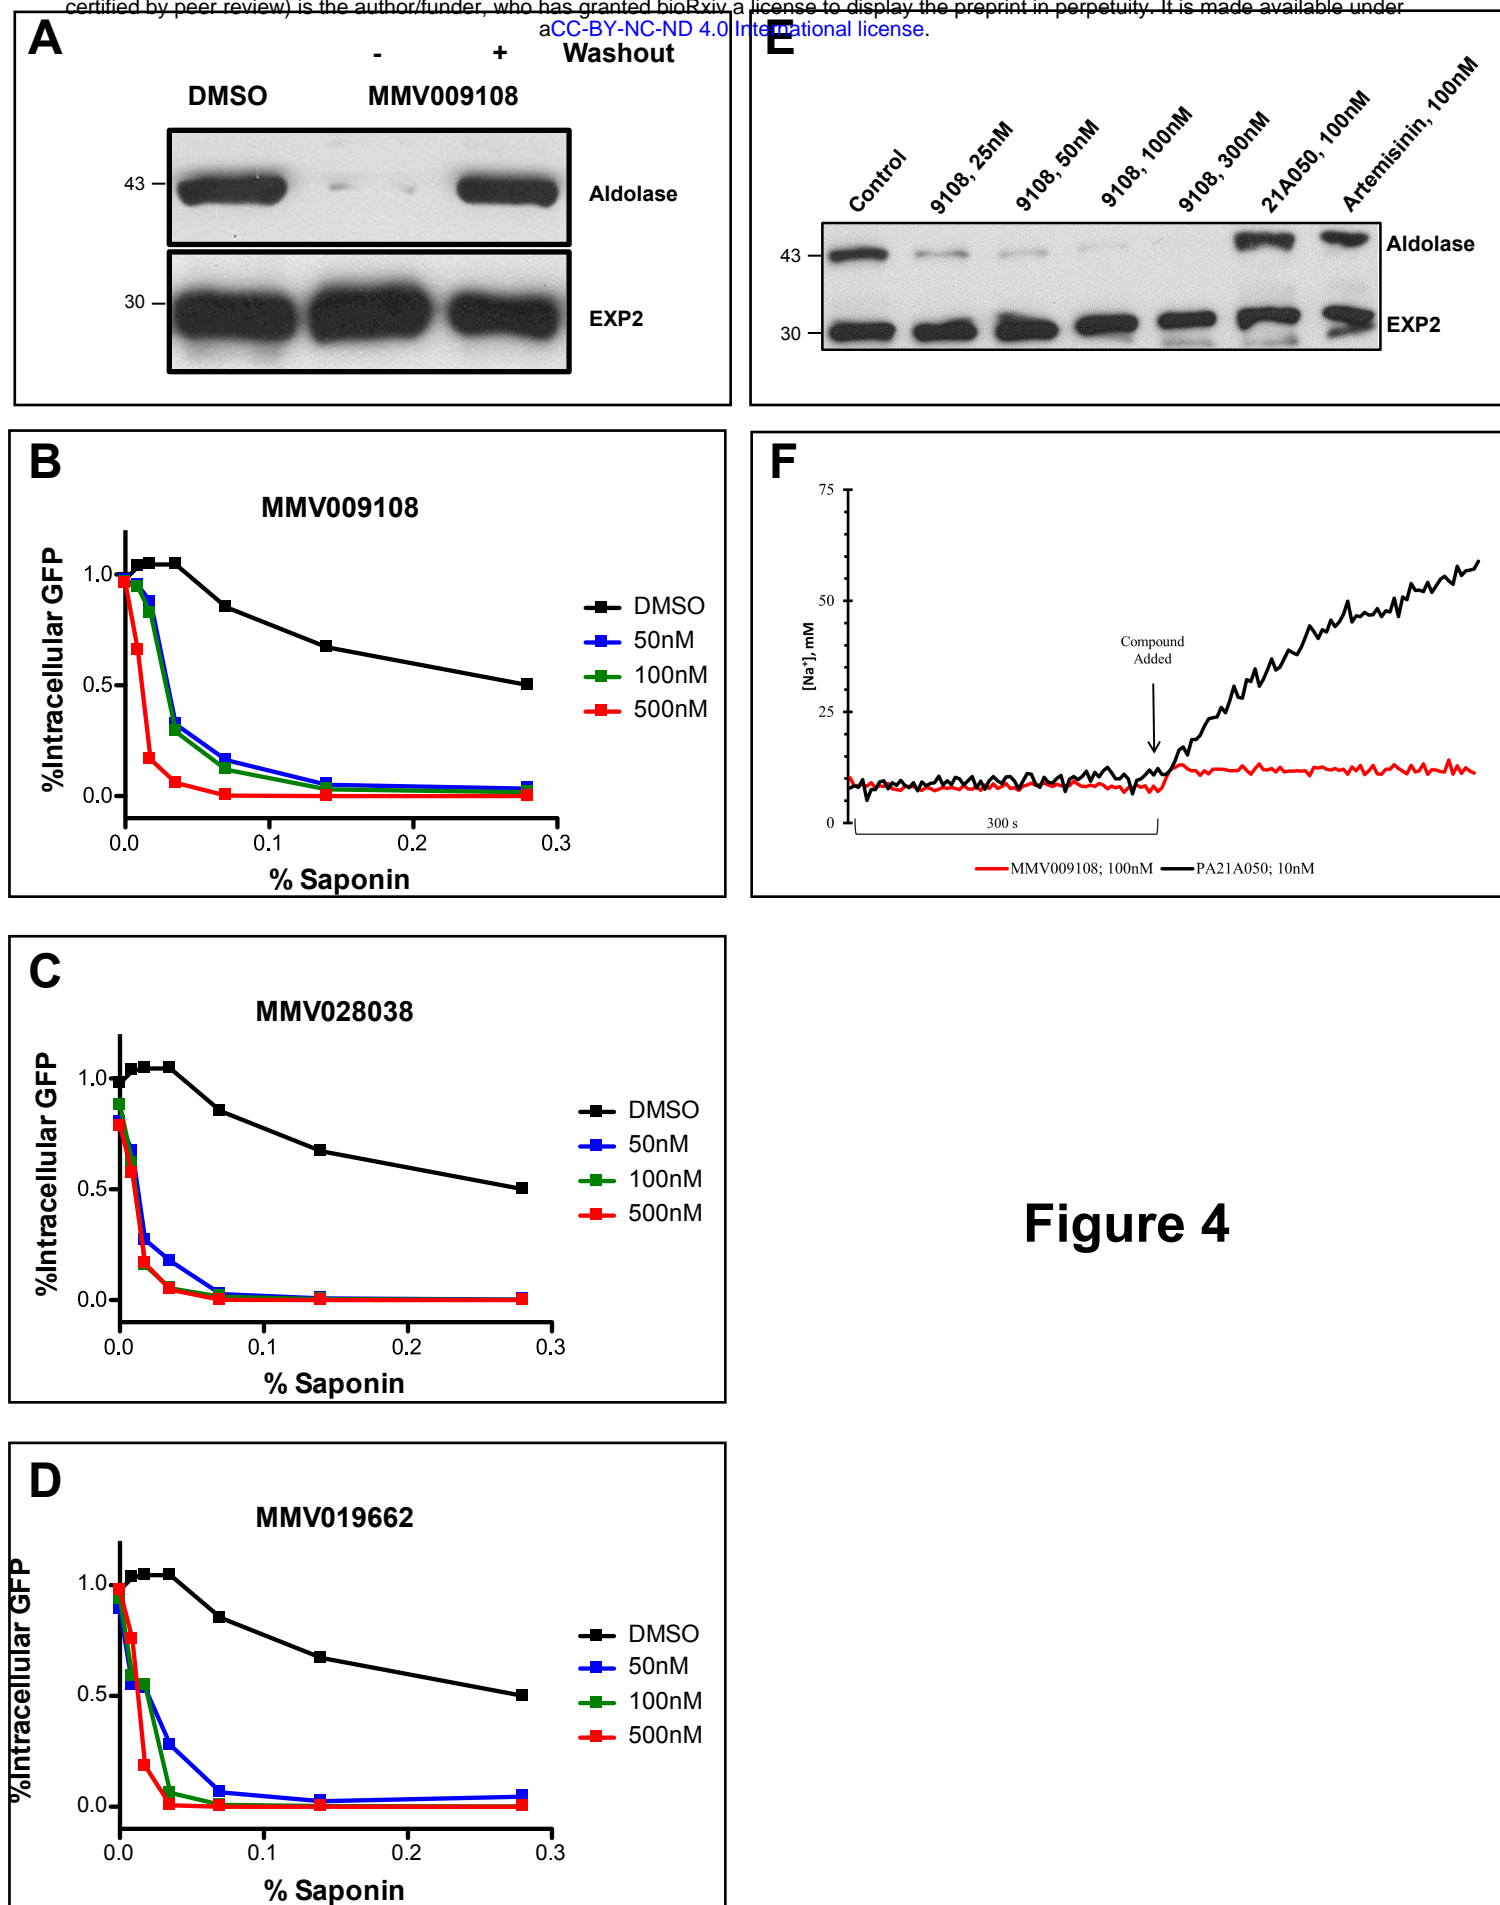 certified by peer review) is the author/funder, who has granted bioRxiv a license to display the preprint in perpetuity. It is made available under
aCC-BY-NC-ND 4.0 International license.
A
- + Washout
DMSO MMV009108
43
Aldolase
30
EXP2
B
MMV009108
%Intracellular GFP
1.0
0.5
0.0
0.0 0.1 0.2 0.3
% Saponin
DMSO
50nM
100nM
500nM
C
MMV028038
%Intracellular GFP
1.0
0.5
0.0
0.0 0.1 0.2 0.3
% Saponin
DMSO
50nM
100nM
500nM
D
MMV019662
%Intracellular GFP
1.0
0.5
0.0
0.0 0.1 0.2 0.3
% Saponin
DMSO
50nM
100nM
500nM
E
Control
9108, 25nM
9108, 50nM
9108, 100nM
9108, 300nM
21A050, 100nM
Artemisinin, 100nM
43
Aldolase
30
EXP2
F
75
50
25
0
[Na+], mM
Compound
Added
300 s
MMV009108; 100nM PA21A050; 10nM
Figure 4